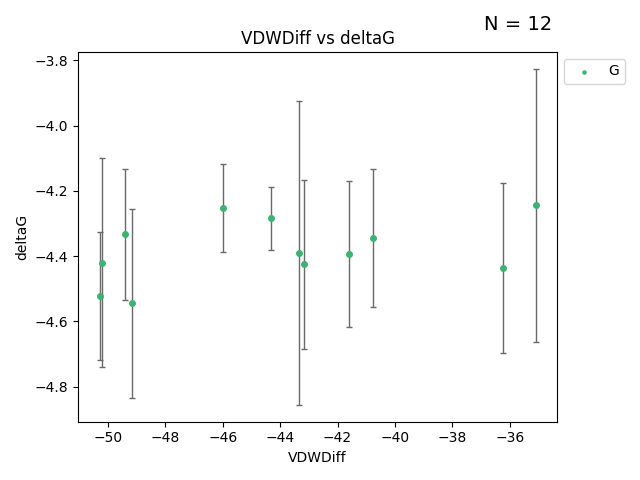 N = 12
VDWDiff vs deltaG
G
−3.8
−4.0
−4.2
−4.4
−4.6
−4.8
deltaG
−50 −48 −46 −44 −42 −40 −38 −36
VDWDiff